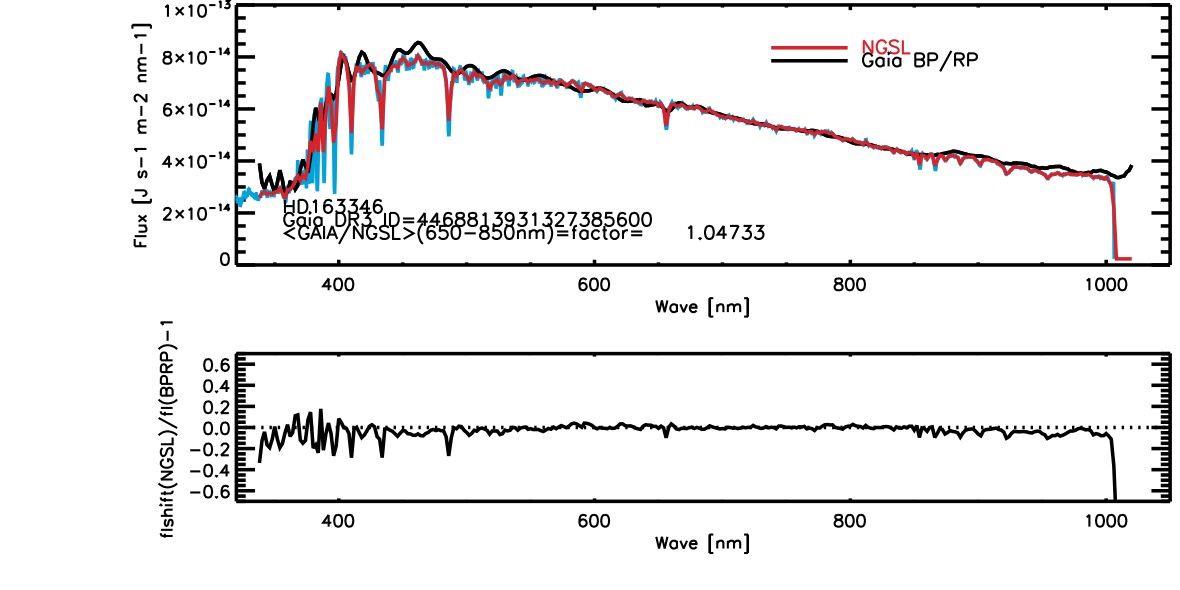 1×10−13
8×10−14
6×10−14
4×10−14
2×10−14
0
Flux [J s−1 m−2 nm−1]
NGSL
Gaia BP/RP
HD163346
Gaia DR3 ID=4468813931327385600
<GAIA/NGSL>(650−850nm)=factor= 1.04733
400 600 800 1000
Wave [nm]
flshift(NGSL)/fl(BPRP)−1
0.6
0.4
0.2
0.0
−0.2
−0.4
−0.6
400 600 800 1000
Wave [nm]